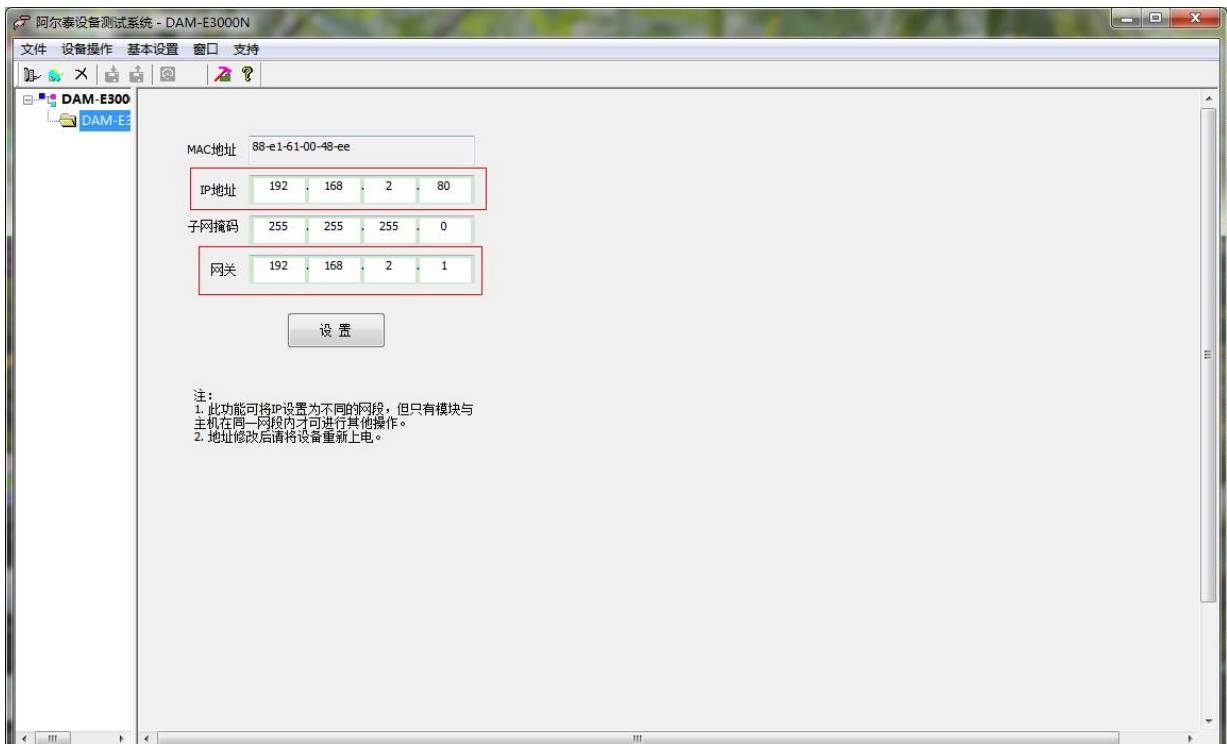 阿尔泰设备测试系统 - DAM-E3000N
文件 设备操作 基本设置 窗口 支持
DAM-E300
DAM-E3
MAC地址 88-e1-61-00-48-ee
IP地址 192 . 168 . 2 . 80
子网掩码 255 . 255 . 255 . 0
网关 192 . 168 . 2 . 1
设 置
注:
1. 此功能可将IP设置为不同的网段，但只有模块与
主机在同一网段内才可进行其他操作。
2. 地址修改后请将设备重新上电。